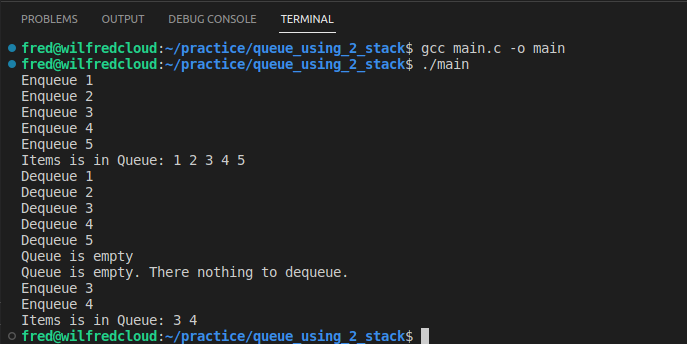 PROBLEMS OUTPUT DEBUG CONSOLE TERMINAL
fred@wilfredcloud:~/practice/queue_using_2_stack$ gcc main.c -o main
fred@wilfredcloud:~/practice/queue_using_2_stack$ ./main
Enqueue 1
Enqueue 2
Enqueue 3
Enqueue 4
Enqueue 5
Items is in Queue: 1 2 3 4 5
Dequeue 1
Dequeue 2
Dequeue 3
Dequeue 4
Dequeue 5
Queue is empty
Queue is empty. There nothing to dequeue.
Enqueue 3
Enqueue 4
Items is in Queue: 3 4
fred@wilfredcloud:~/practice/queue_using_2_stack$